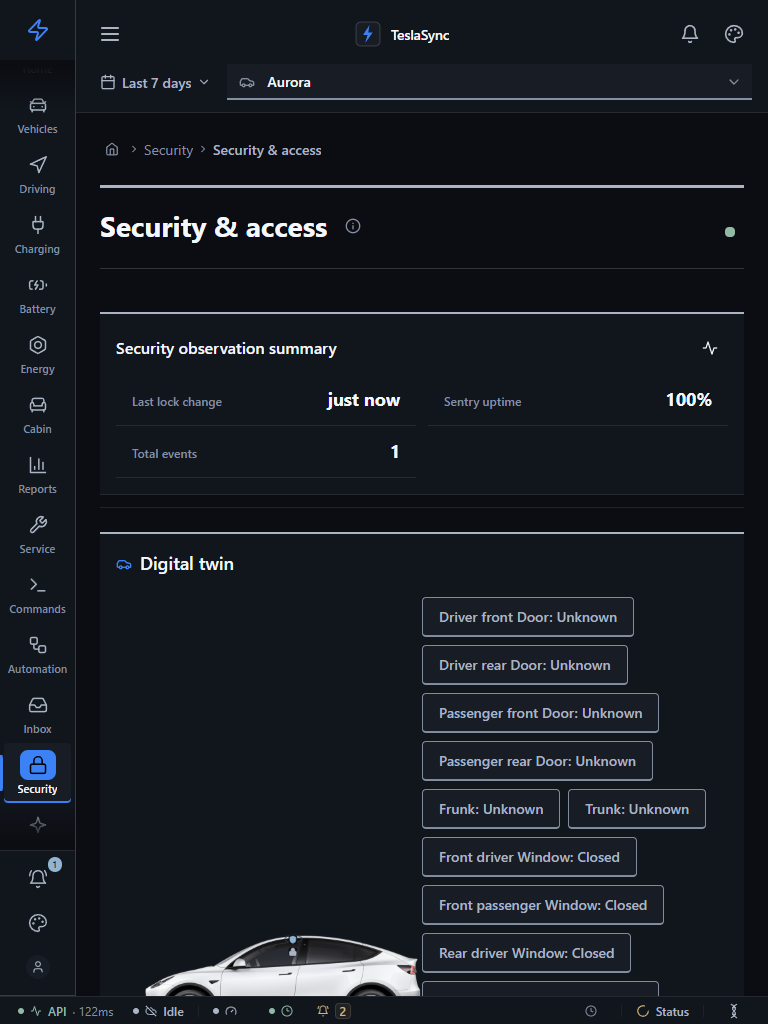 TeslaSync
Last 7 days
Aurora
Vehicles
Driving
Charging
Battery
Energy
Cabin
Reports
Service
Commands
Automation
Inbox
Security
1
Security
Security & access
Security & access
Security observation summary
Last lock change just now
Sentry uptime 100%
Total events 1
Digital twin
Driver front Door: Unknown
Driver rear Door: Unknown
Passenger front Door: Unknown
Passenger rear Door: Unknown
Frunk: Unknown Trunk: Unknown
Front driver Window: Closed
Front passenger Window: Closed
Rear driver Window: Closed
API · 122ms Idle 2 Status